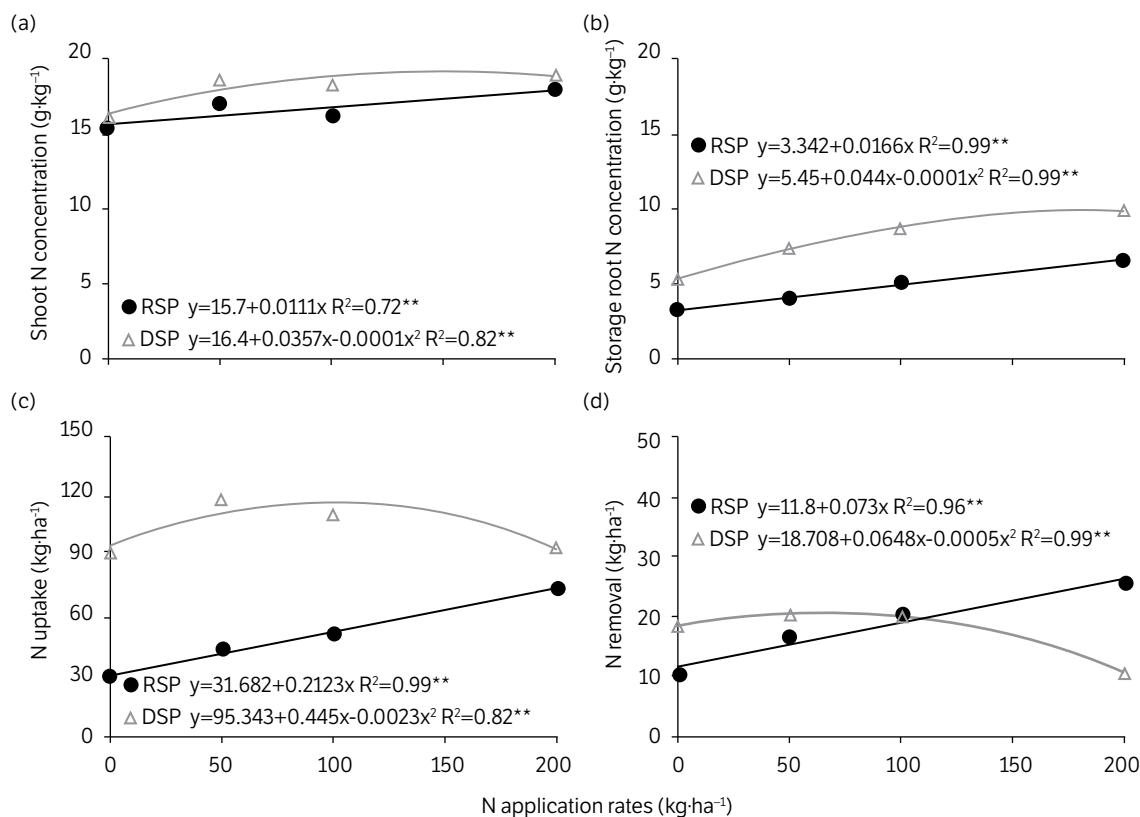 (a)
Shoot N concentration (g·kg⁻¹)
20
15
10
5
0
RSP y=15.7+0.0111x R²=0.72**
DSP y=16.4+0.0357x-0.0001x² R²=0.82**
(b)
Storage root N concentration (g·kg⁻¹)
20
15
10
5
0
RSP y=3.342+0.0166x R²=0.99**
DSP y=5.45+0.044x-0.0001x² R²=0.99**
(c)
N uptake (kg·ha⁻¹)
150
120
90
60
30
0
RSP y=31.682+0.2123x R²=0.99**
DSP y=95.343+0.445x-0.0023x² R²=0.82**
0 50 100 150 200
(d)
N removal (kg·ha⁻¹)
50
40
30
20
10
0
RSP y=11.8+0.073x R²=0.96**
DSP y=18.708+0.0648x-0.0005x² R²=0.99**
0 50 100 150 200
N application rates (kg·ha⁻¹)